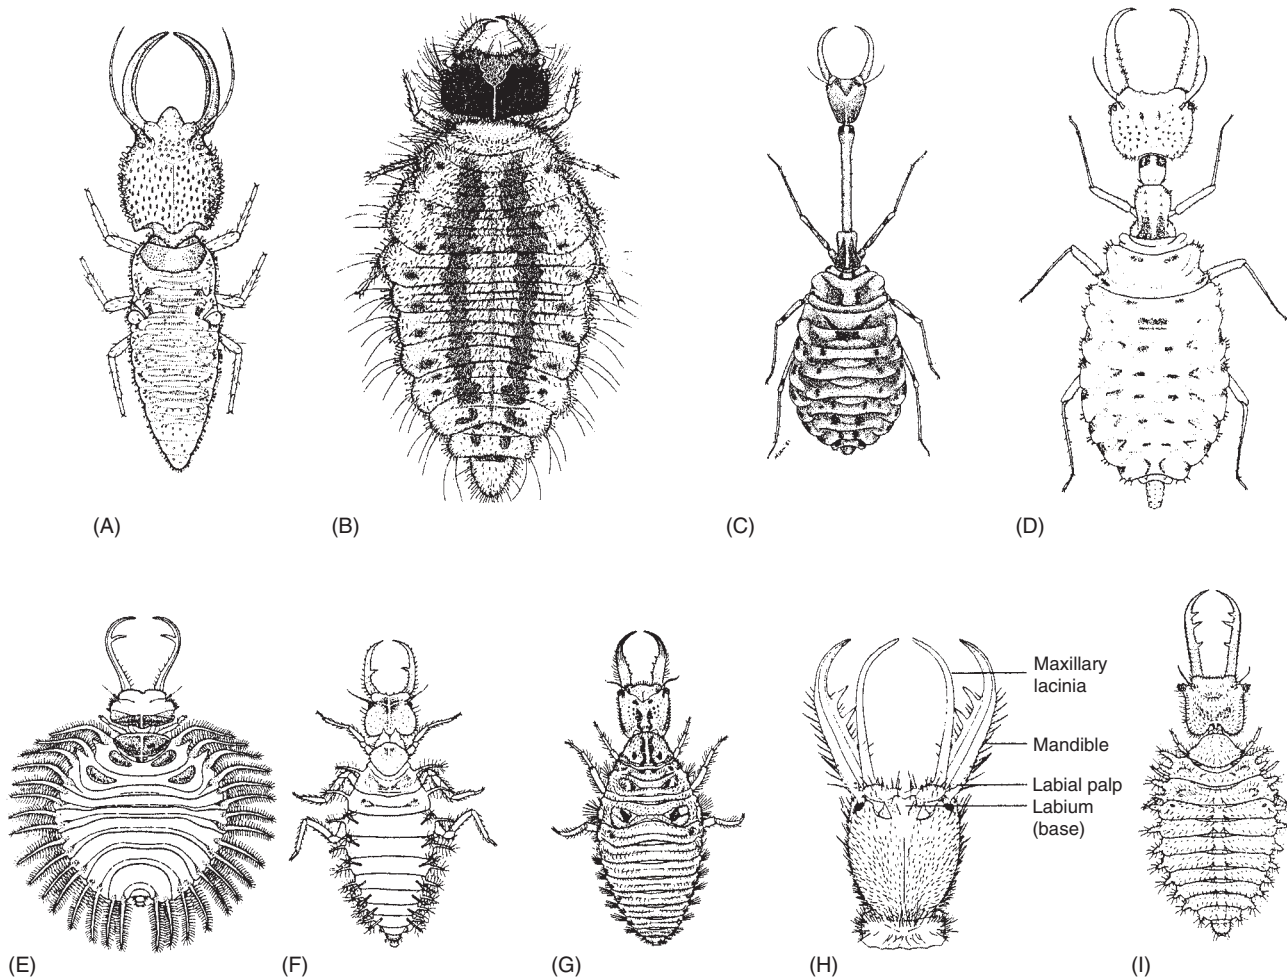 (A)
(B)
(C)
(D)
Maxillary
lacinia
Mandible
Labial palp
Labium
(base)
(E)
(F)
(G)
(H)
(I)